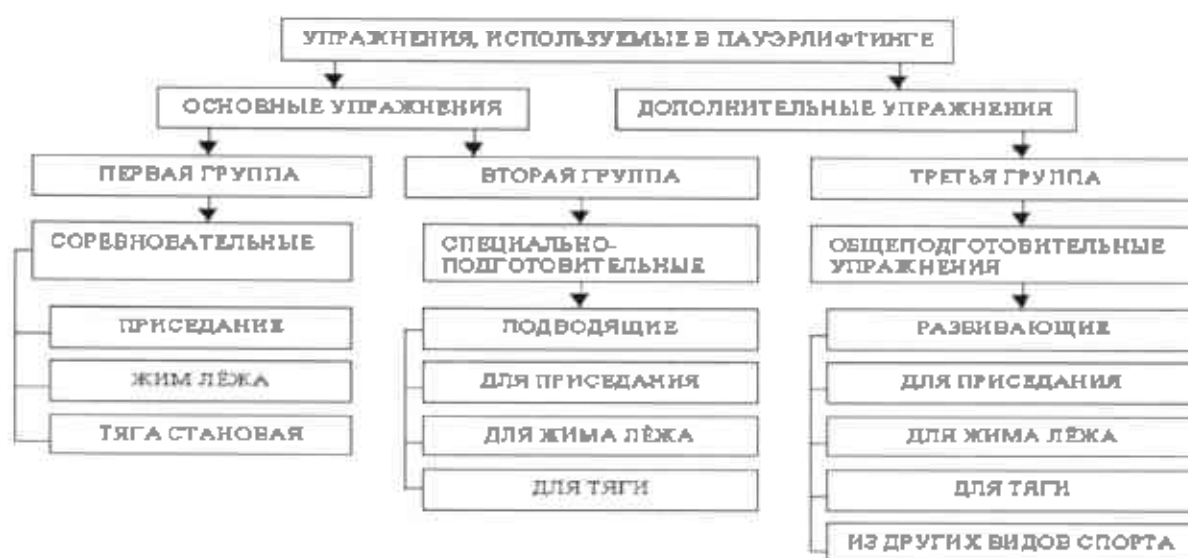 УПРАЖНЕНИЯ, ИСПОЛЬЗУЕМЫЕ В ПАУЭРЛИФТИНГЕ
ОСНОВНЫЕ УПРАЖНЕНИЯ
ДОПОЛНИТЕЛЬНЫЕ УПРАЖНЕНИЯ
ПЕРВАЯ ГРУППА
ВТОРАЯ ГРУППА
ТРЕТЬЯ ГРУППА
СОРЕВНОВАТЕЛЬНЫЕ
СПЕЦИАЛЬНО-
ПОДГОТОВИТЕЛЬНЫЕ
ОБЩЕПОДГОТОВИТЕЛЬНЫЕ
УПРАЖНЕНИЯ
ПРИСЕДАНИЕ
ПОДВОДЯЩИЕ
РАЗВИВАЮЩИЕ
ЖИМ ЛЁЖА
ДЛЯ ПРИСЕДАНИЯ
ДЛЯ ПРИСЕДАНИЯ
ТЯГА СТАНОВАЯ
ДЛЯ ЖИМА ЛЁЖА
ДЛЯ ЖИМА ЛЁЖА
ДЛЯ ТЯГИ
ДЛЯ ТЯГИ
ИЗ ДРУГИХ ВИДОВ СПОРТА